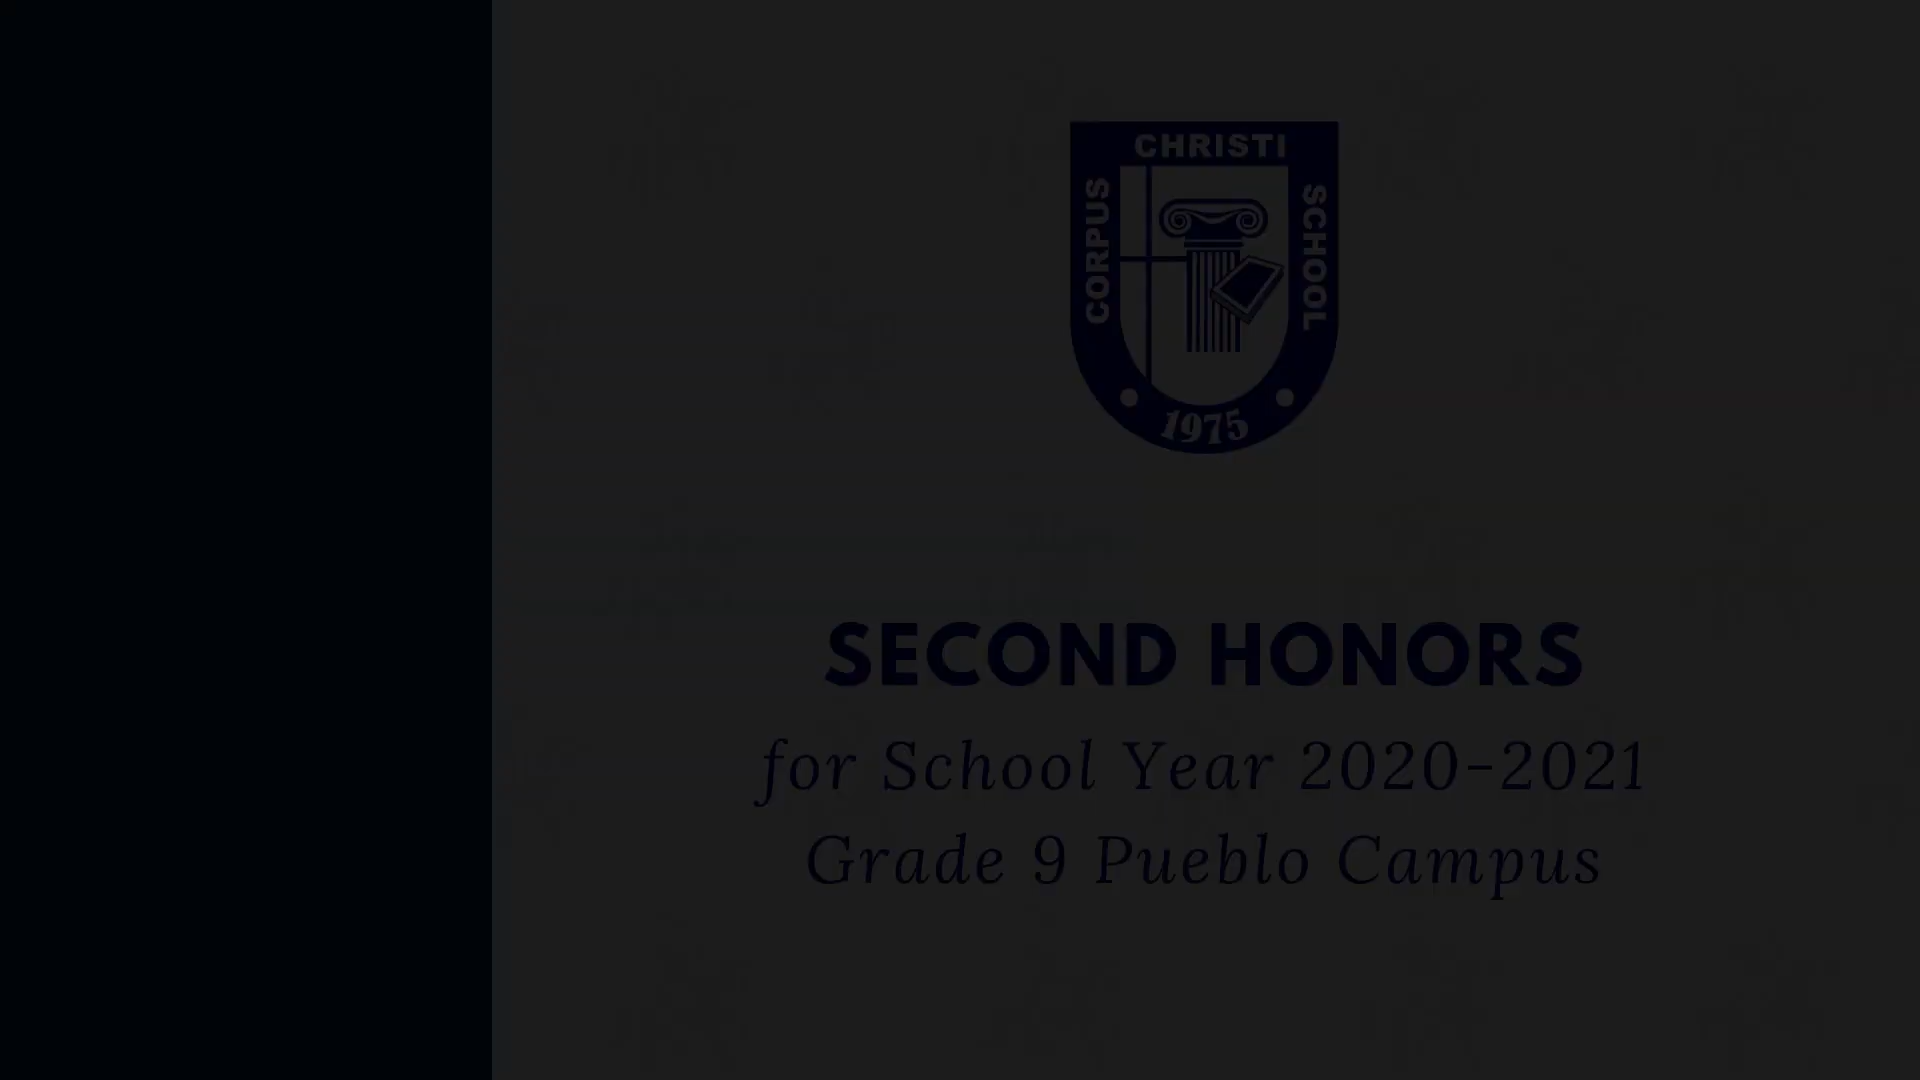 CORPUS
CHRISTI
SCHOOL
1975
SECOND HONORS
for School Year 2020-2021
Grade 9 Pueblo Campus